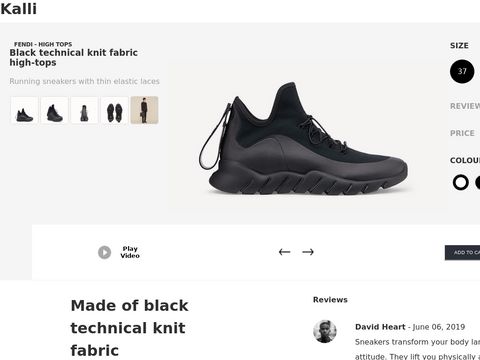 Kalli
FENDI - HIGH TOPS
Black technical knit fabric
high-tops
Running sneakers with thin elastic laces
SIZE
37
REVIEW
PRICE
COLOU
Play
Video
ADD TO CA
Made of black
technical knit
fabric
Reviews
David Heart - June 06, 2019
Sneakers transform your body lan
attitude. They lift you physically a